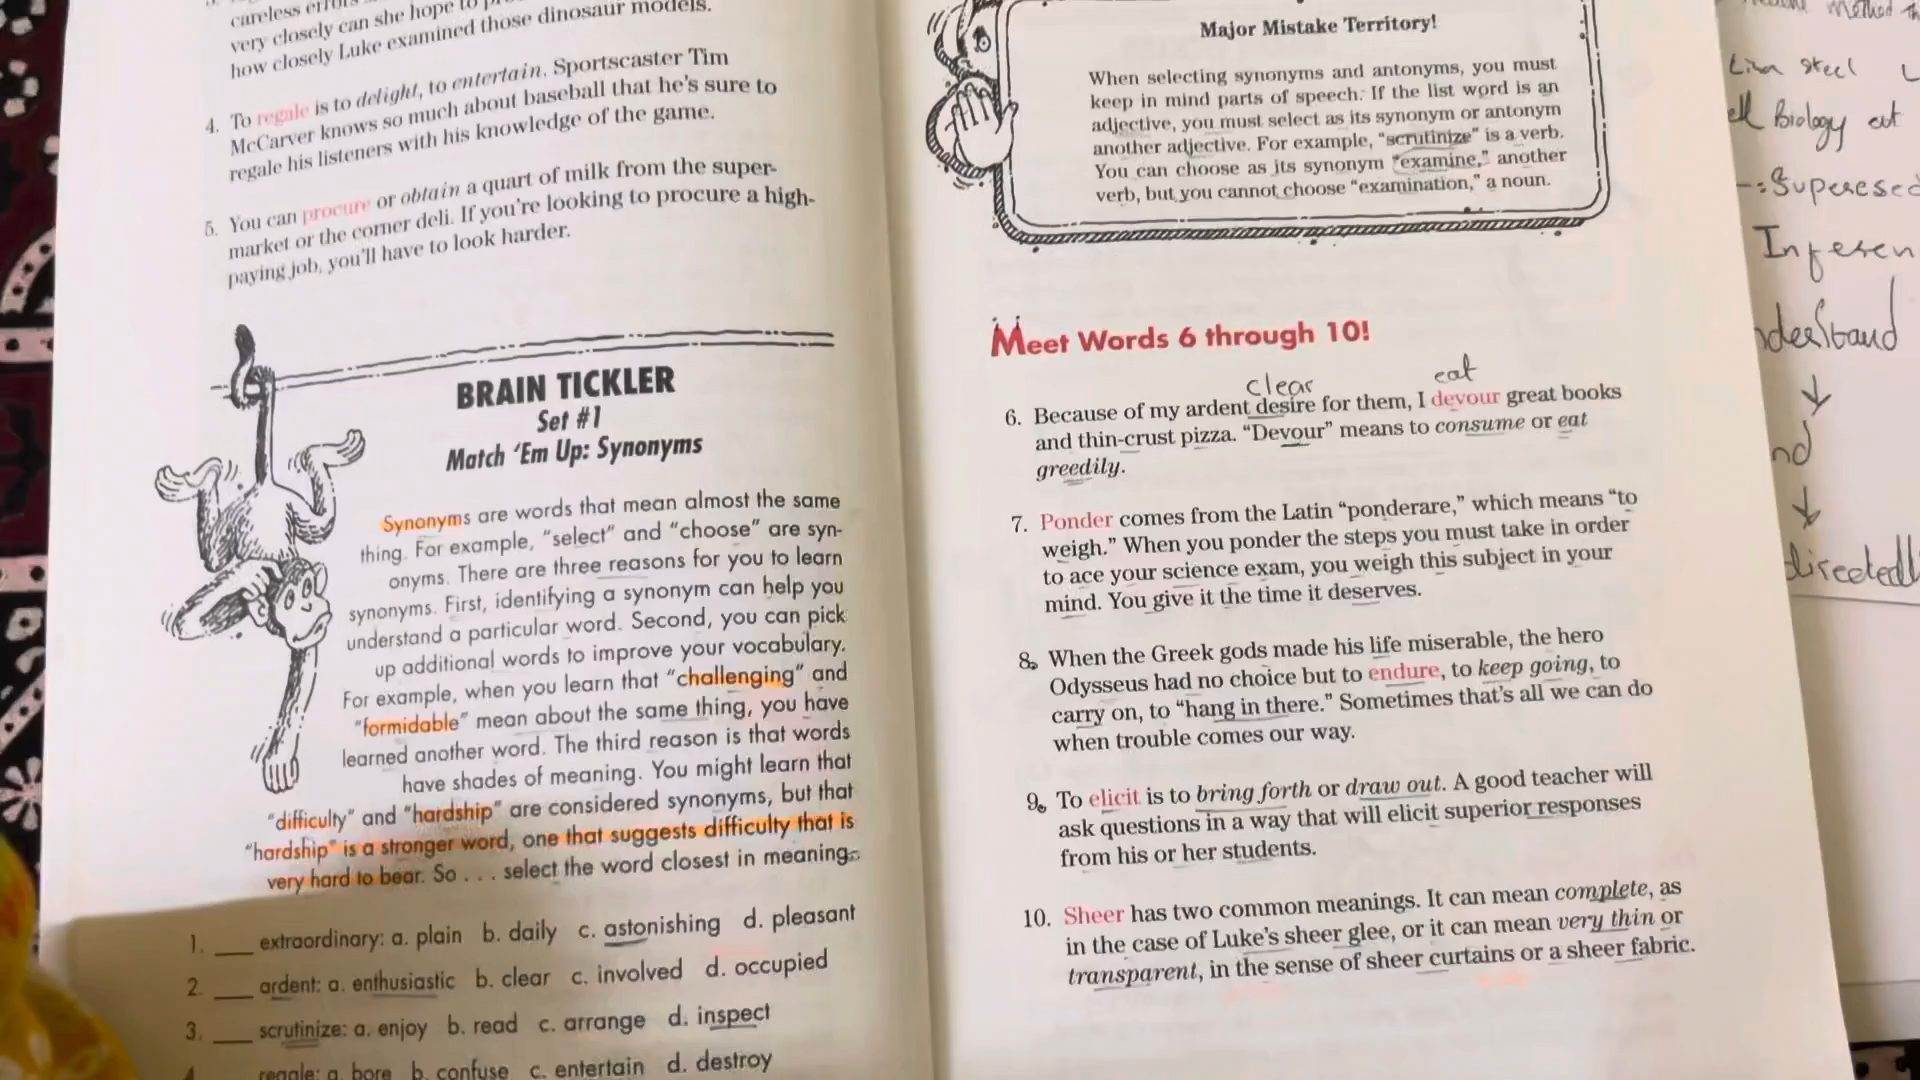 careless
very closely can she hope to
how closely Luke examined those dinosaur models.
4. To regale is to delight, to entertain. Sportscaster Tim
McCarver knows so much about baseball that he's sure to
regale his listeners with his knowledge of the game.
5. You can procure or obtain a quart of milk from the super-
market or the corner deli. If you're looking to procure a high-
paying job, you'll have to look harder.
BRAIN TICKLER
Set #1
Match 'Em Up: Synonyms
Synonyms are words that mean almost the same
thing. For example, "select" and "choose" are syn-
onyms. There are three reasons for you to learn
synonyms. First, identifying a synonym can help you
understand a particular word. Second, you can pick
up additional words to improve your vocabulary.
For example, when you learn that "challenging" and
"formidable" mean about the same thing, you have
learned another word. The third reason is that words
have shades of meaning. You might learn that
"difficulty" and "hardship" are considered synonyms, but that
"hardship" is a stronger word, one that suggests difficulty that is
very hard to bear. So . . . select the word closest in meaning.
1. ___ extraordinary: a. plain b. daily c. astonishing d. pleasant
2. ___ ardent: a. enthusiastic b. clear c. involved d. occupied
3. ___ scrutinize: a. enjoy b. read c. arrange d. inspect
regale: a. bore b. confuse c. entertain d. destroy
Major Mistake Territory!
When selecting synonyms and antonyms, you must
keep in mind parts of speech. If the list word is an
adjective, you must select as its synonym or antonym
another adjective. For example, "scrutinize" is a verb.
You can choose as its synonym "examine," another
verb, but you cannot choose "examination," a noun.
Meet Words 6 through 10!
clear eat
6. Because of my ardent desire for them, I devour great books
and thin-crust pizza. "Devour" means to consume or eat
greedily.
7. Ponder comes from the Latin "ponderare," which means "to
weigh." When you ponder the steps you must take in order
to ace your science exam, you weigh this subject in your
mind. You give it the time it deserves.
8. When the Greek gods made his life miserable, the hero
Odysseus had no choice but to endure, to keep going, to
carry on, to "hang in there." Sometimes that's all we can do
when trouble comes our way.
9. To elicit is to bring forth or draw out. A good teacher will
ask questions in a way that will elicit superior responses
from his or her students.
10. Sheer has two common meanings. It can mean complete, as
in the case of Luke's sheer glee, or it can mean very thin or
transparent, in the sense of sheer curtains or a sheer fabric.
Steel
Biology